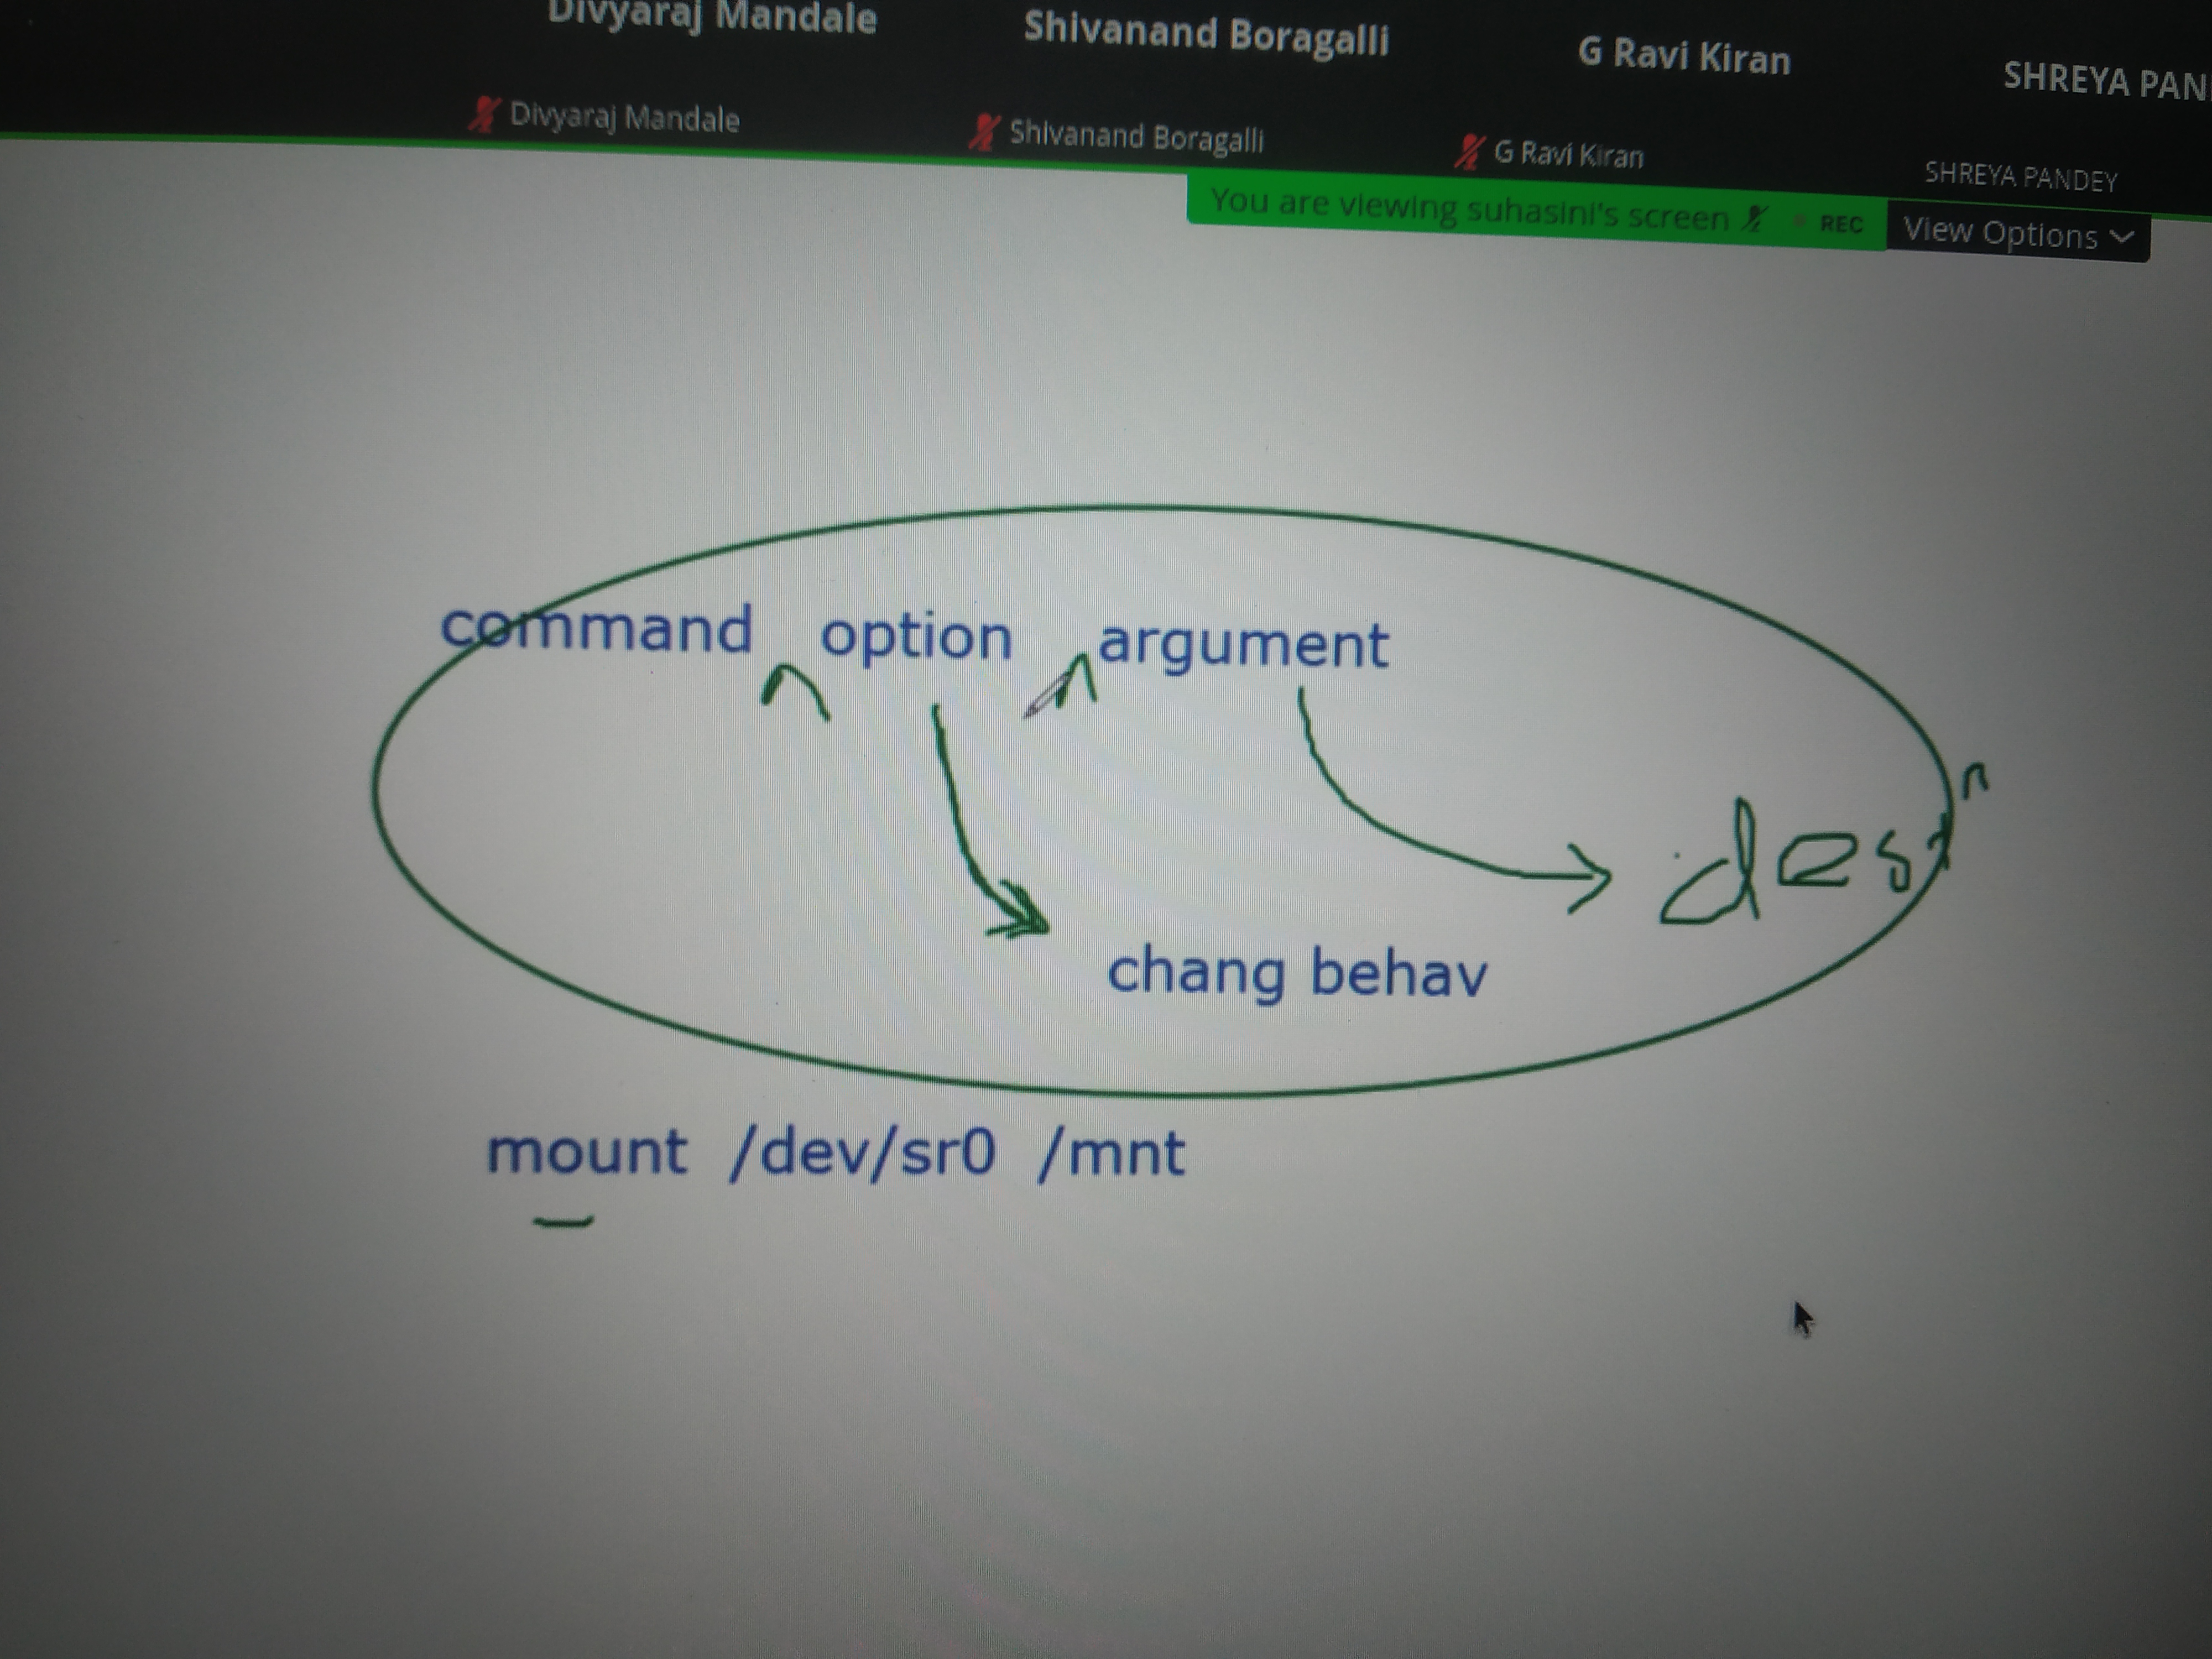 Divyaraj Mandale Shivanand Boragalli G Ravi Kiran SHREYA PAN
Divyaraj Mandale Shivanand Boragalli G Ravi Kiran SHREYA PANDEY
You are viewing suhasini's screen REC View Options
command option argument
dest^n
chang behav
mount /dev/sr0 /mnt